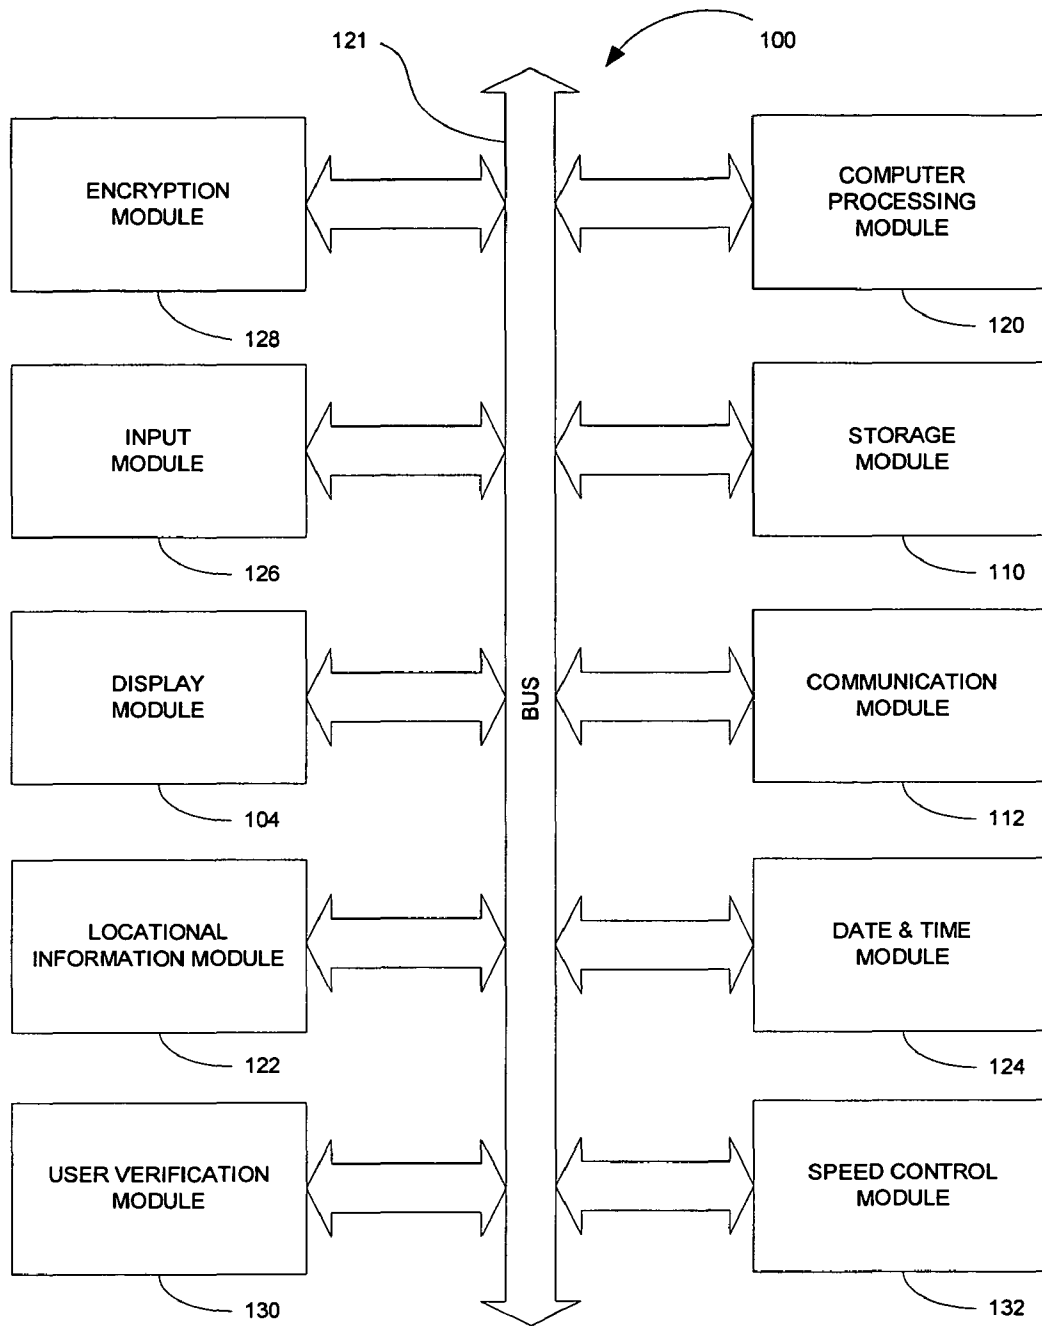 121
100
ENCRYPTION
MODULE
128
COMPUTER
PROCESSING
MODULE
120
INPUT
MODULE
126
STORAGE
MODULE
110
DISPLAY
MODULE
104
BUS
COMMUNICATION
MODULE
112
LOCATIONAL
INFORMATION MODULE
122
DATE & TIME
MODULE
124
USER VERIFICATION
MODULE
130
SPEED CONTROL
MODULE
132